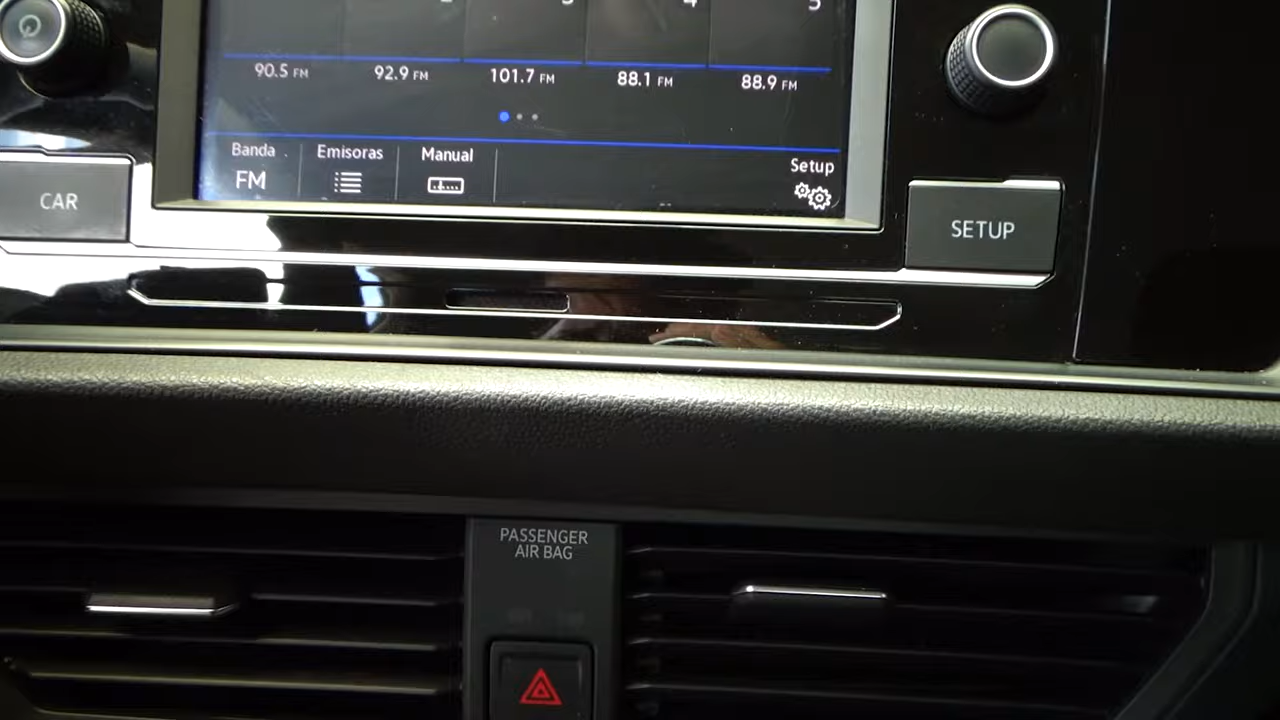 90.5 FM 92.9 FM 101.7 FM 88.1 FM 88.9 FM
Banda Emisoras Manual Setup
FM
CAR
SETUP
PASSENGER
AIR BAG